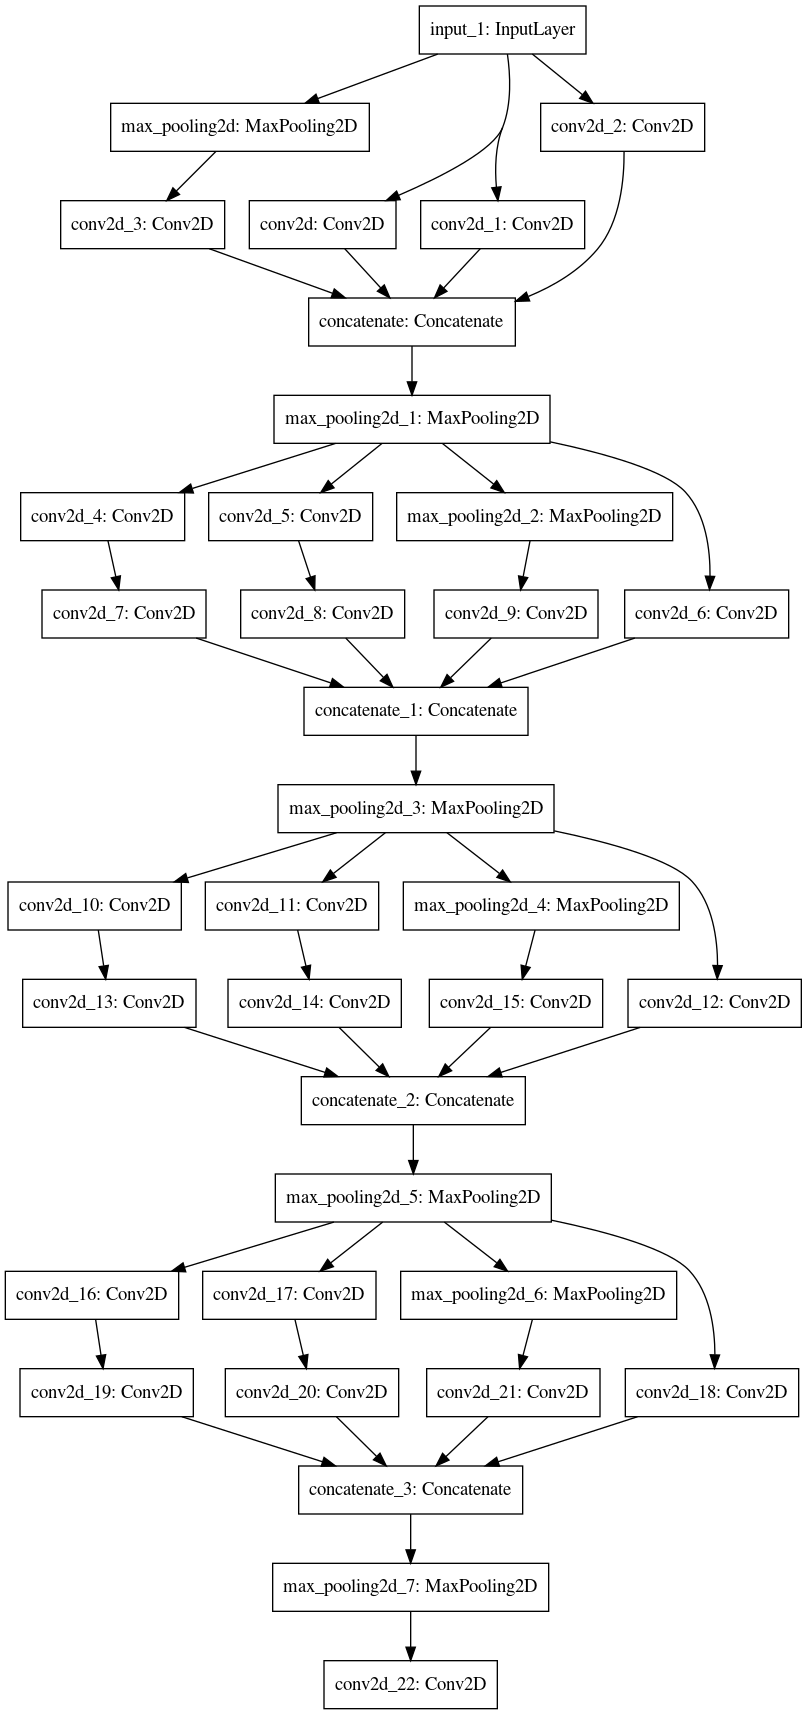 input_1: InputLayer
max_pooling2d: MaxPooling2D
conv2d_2: Conv2D
conv2d_3: Conv2D
conv2d: Conv2D
conv2d_1: Conv2D
concatenate: Concatenate
max_pooling2d_1: MaxPooling2D
conv2d_4: Conv2D
conv2d_5: Conv2D
max_pooling2d_2: MaxPooling2D
conv2d_7: Conv2D
conv2d_8: Conv2D
conv2d_9: Conv2D
conv2d_6: Conv2D
concatenate_1: Concatenate
max_pooling2d_3: MaxPooling2D
conv2d_10: Conv2D
conv2d_11: Conv2D
max_pooling2d_4: MaxPooling2D
conv2d_13: Conv2D
conv2d_14: Conv2D
conv2d_15: Conv2D
conv2d_12: Conv2D
concatenate_2: Concatenate
max_pooling2d_5: MaxPooling2D
conv2d_16: Conv2D
conv2d_17: Conv2D
max_pooling2d_6: MaxPooling2D
conv2d_19: Conv2D
conv2d_20: Conv2D
conv2d_21: Conv2D
conv2d_18: Conv2D
concatenate_3: Concatenate
max_pooling2d_7: MaxPooling2D
conv2d_22: Conv2D